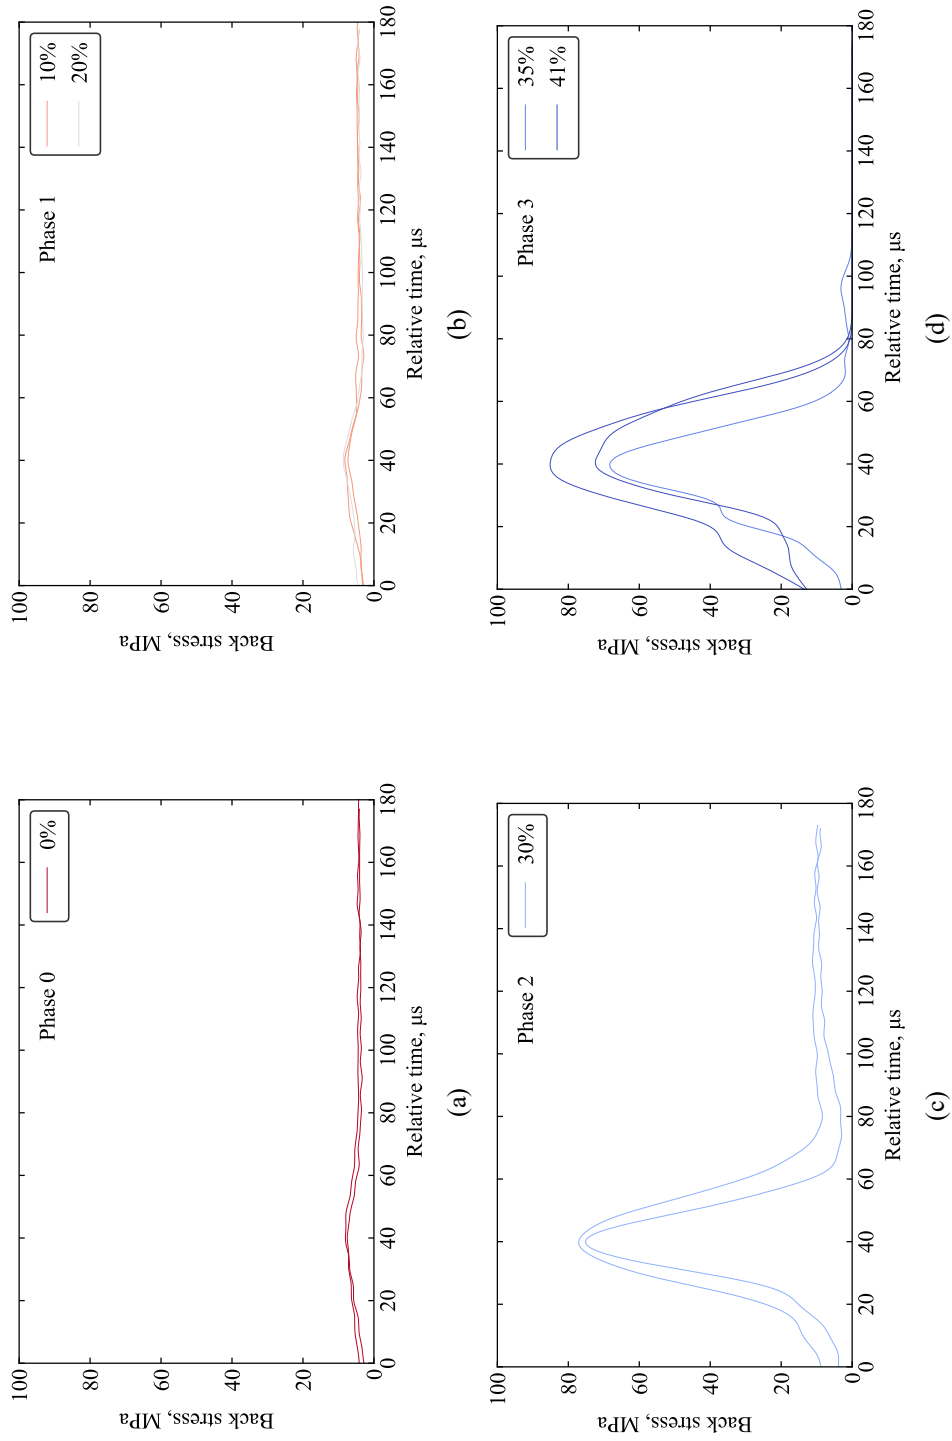 100
80
60
40
20
0
Back stress, MPa
0 20 40 60 80 100 120 140 160 180
Relative time, μs
Phase 0
0%
(a)
100
80
60
40
20
0
Back stress, MPa
0 20 40 60 80 100 120 140 160 180
Relative time, μs
Phase 1
10%
20%
(b)
100
80
60
40
20
0
Back stress, MPa
0 20 40 60 80 100 120 140 160 180
Relative time, μs
Phase 2
30%
(c)
100
80
60
40
20
0
Back stress, MPa
0 20 40 60 80 100 120 140 160 180
Relative time, μs
Phase 3
35%
41%
(d)